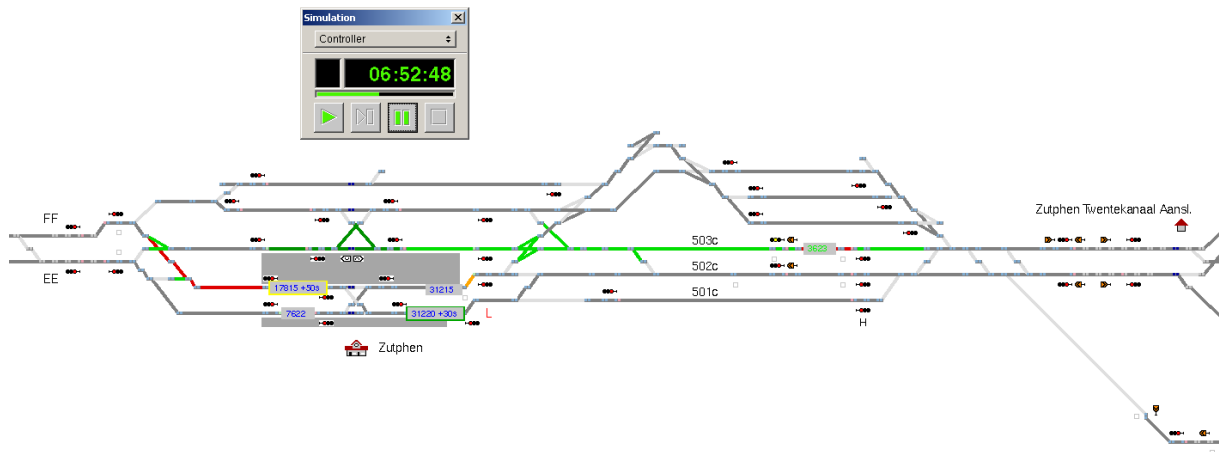 Simulation
Controller
06:52:48
FF
Zutphen Twentekanaal Aansl.
503c
EE
502c
17815 +50s
31215
501c
7622
31220 +30s
L
H
Zutphen